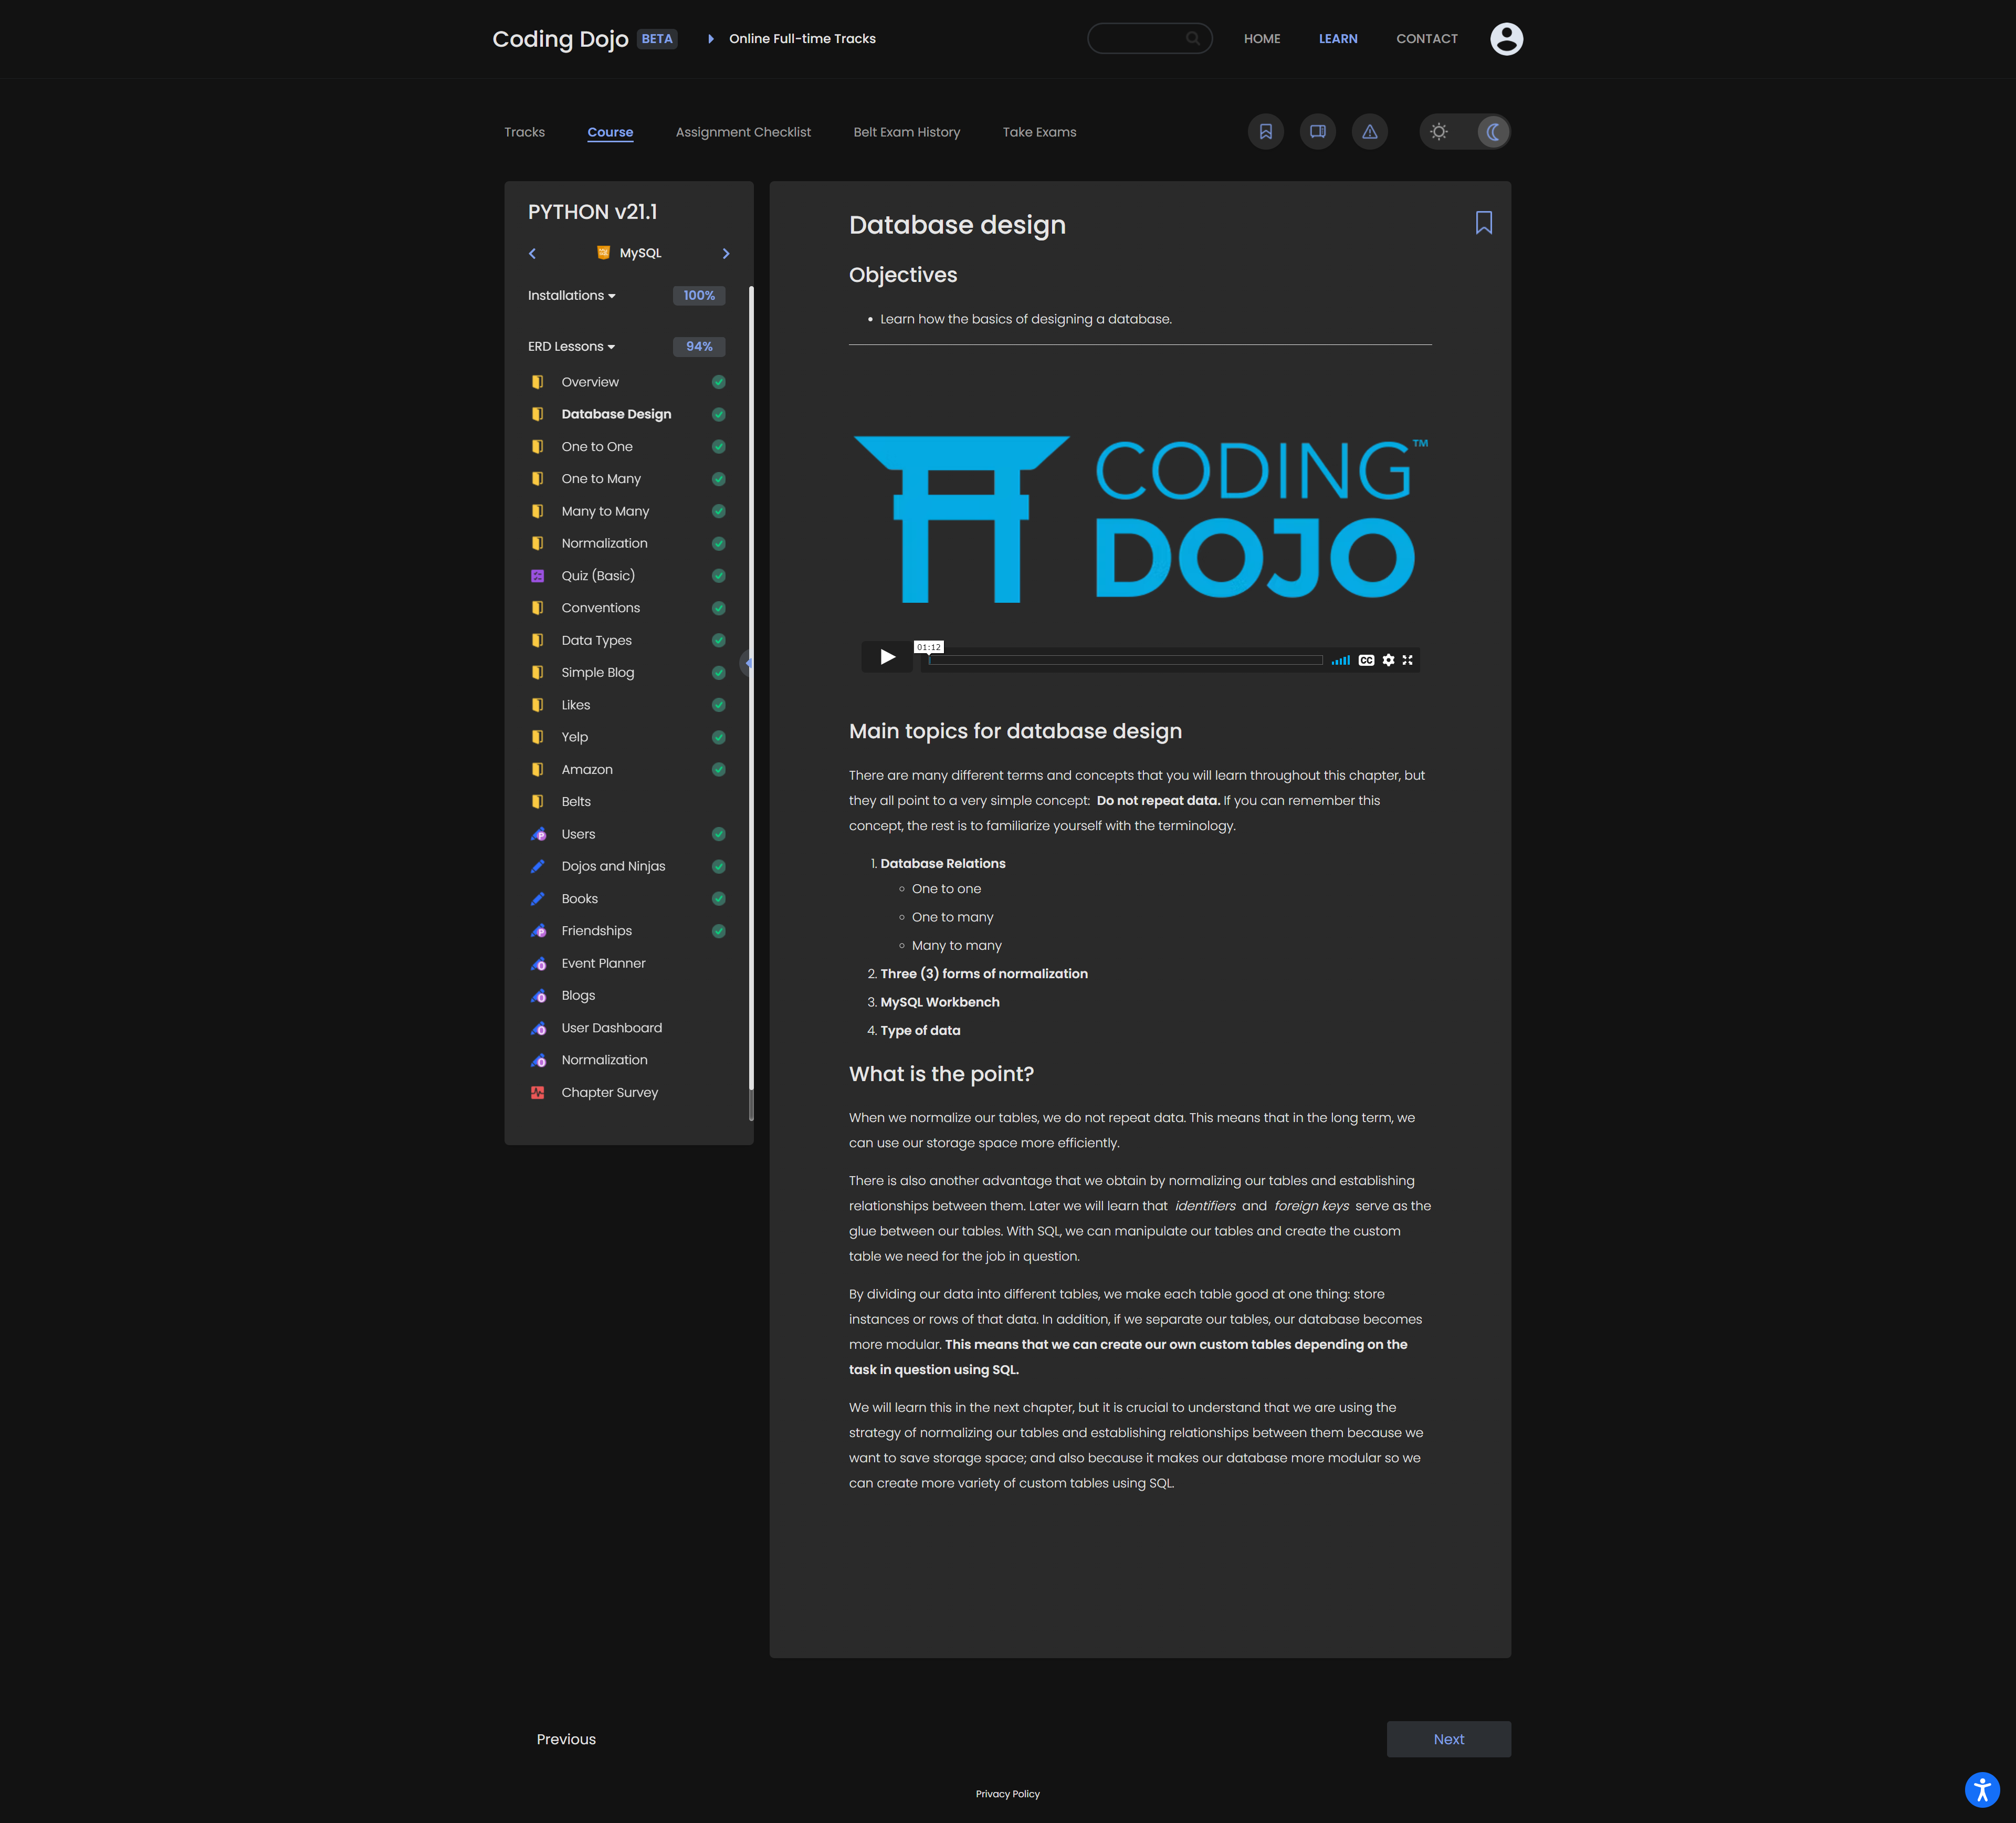 Coding Dojo BETA
Online Full-time Tracks
HOME
LEARN
CONTACT
Tracks
Course
Assignment Checklist
Belt Exam History
Take Exams
PYTHON v21.1
MySQL
Installations
100%
ERD Lessons
94%
Overview
Database Design
One to One
One to Many
Many to Many
Normalization
Quiz (Basic)
Conventions
Data Types
Simple Blog
Likes
Yelp
Amazon
Belts
Users
Dojos and Ninjas
Books
Friendships
Event Planner
Blogs
User Dashboard
Normalization
Chapter Survey
Database design
Objectives
• Learn how the basics of designing a database.
CODING™
DOJO
01:12
CC
Main topics for database design
There are many different terms and concepts that you will learn throughout this chapter, but
they all point to a very simple concept: Do not repeat data. If you can remember this
concept, the rest is to familiarize yourself with the terminology.
1. Database Relations
○ One to one
○ One to many
○ Many to many
2. Three (3) forms of normalization
3. MySQL Workbench
4. Type of data
What is the point?
When we normalize our tables, we do not repeat data. This means that in the long term, we
can use our storage space more efficiently.
There is also another advantage that we obtain by normalizing our tables and establishing
relationships between them. Later we will learn that identifiers and foreign keys serve as the
glue between our tables. With SQL, we can manipulate our tables and create the custom
table we need for the job in question.
By dividing our data into different tables, we make each table good at one thing: store
instances or rows of that data. In addition, if we separate our tables, our database becomes
more modular. This means that we can create our own custom tables depending on the
task in question using SQL.
We will learn this in the next chapter, but it is crucial to understand that we are using the
strategy of normalizing our tables and establishing relationships between them because we
want to save storage space; and also because it makes our database more modular so we
can create more variety of custom tables using SQL.
Previous
Next
Privacy Policy